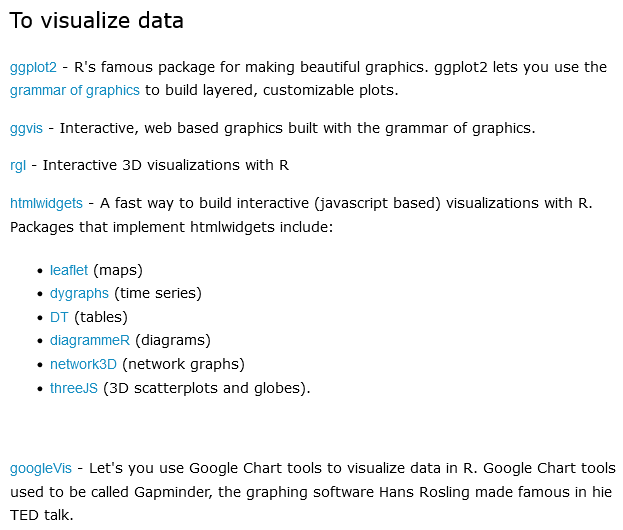 To visualize data
ggplot2 - R's famous package for making beautiful graphics. ggplot2 lets you use the
grammar of graphics to build layered, customizable plots.
ggvis - Interactive, web based graphics built with the grammar of graphics.
rgl - Interactive 3D visualizations with R
htmlwidgets - A fast way to build interactive (javascript based) visualizations with R.
Packages that implement htmlwidgets include:
• leaflet (maps)
• dygraphs (time series)
• DT (tables)
• diagrammeR (diagrams)
• network3D (network graphs)
• threeJS (3D scatterplots and globes).
googleVis - Let's you use Google Chart tools to visualize data in R. Google Chart tools
used to be called Gapminder, the graphing software Hans Rosling made famous in hie
TED talk.